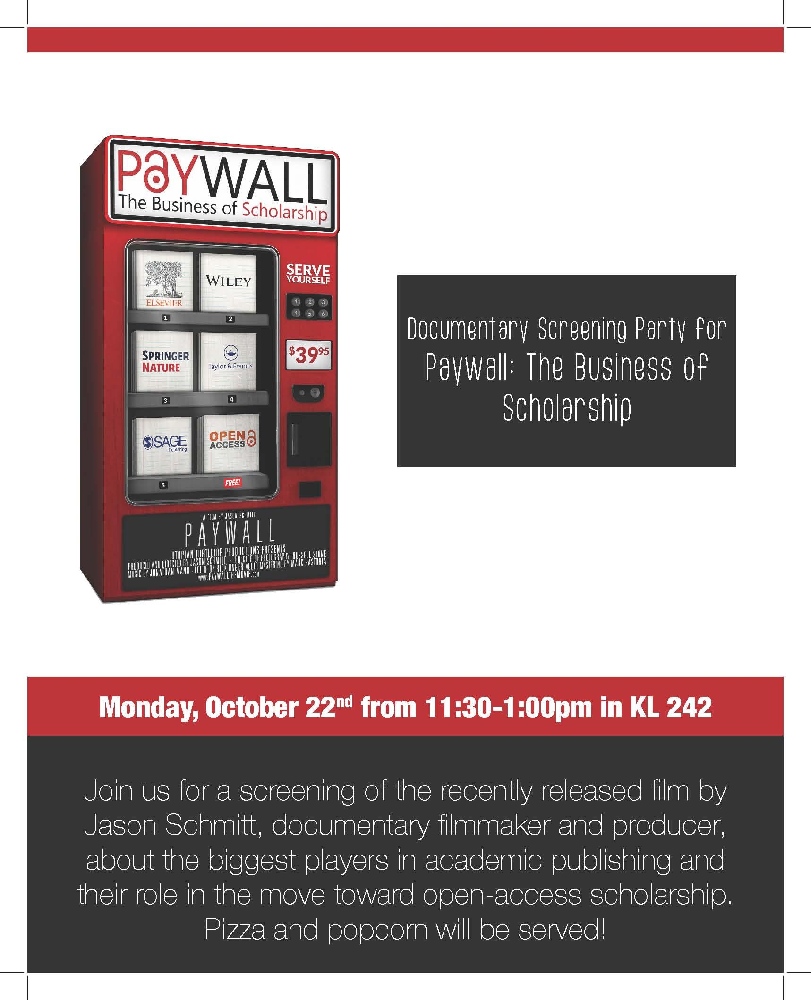 PAYWALL
The Business of Scholarship
ELSEVIER
WILEY
SERVE
YOURSELF
1 2 3
4 5 6
1
2
SPRINGER
NATURE
Taylor & Francis
$39 95
3
4
SAGE
Publishing
OPEN
ACCESS
5
FREE!
A FILM BY JASON SCHMITT
PAYWALL
UTOPIAN TURTLETOP PRODUCTIONS PRESENTS
PRODUCED AND DIRECTED BY JASON SCHMITT - DIRECTOR OF PHOTOGRAPHY: RUSSELL STONE
MUSIC BY JONATHAN MANN - COLOR BY RICK UNGER AUDIO MASTERING BY MARK PASTORIA
WWW.PAYWALLTHEMOVIE.COM
Documentary Screening Party for
Paywall: The Business of
Scholarship
Monday, October 22nd from 11:30-1:00pm in KL 242
Join us for a screening of the recently released film by
Jason Schmitt, documentary filmmaker and producer,
about the biggest players in academic publishing and
their role in the move toward open-access scholarship.
Pizza and popcorn will be served!